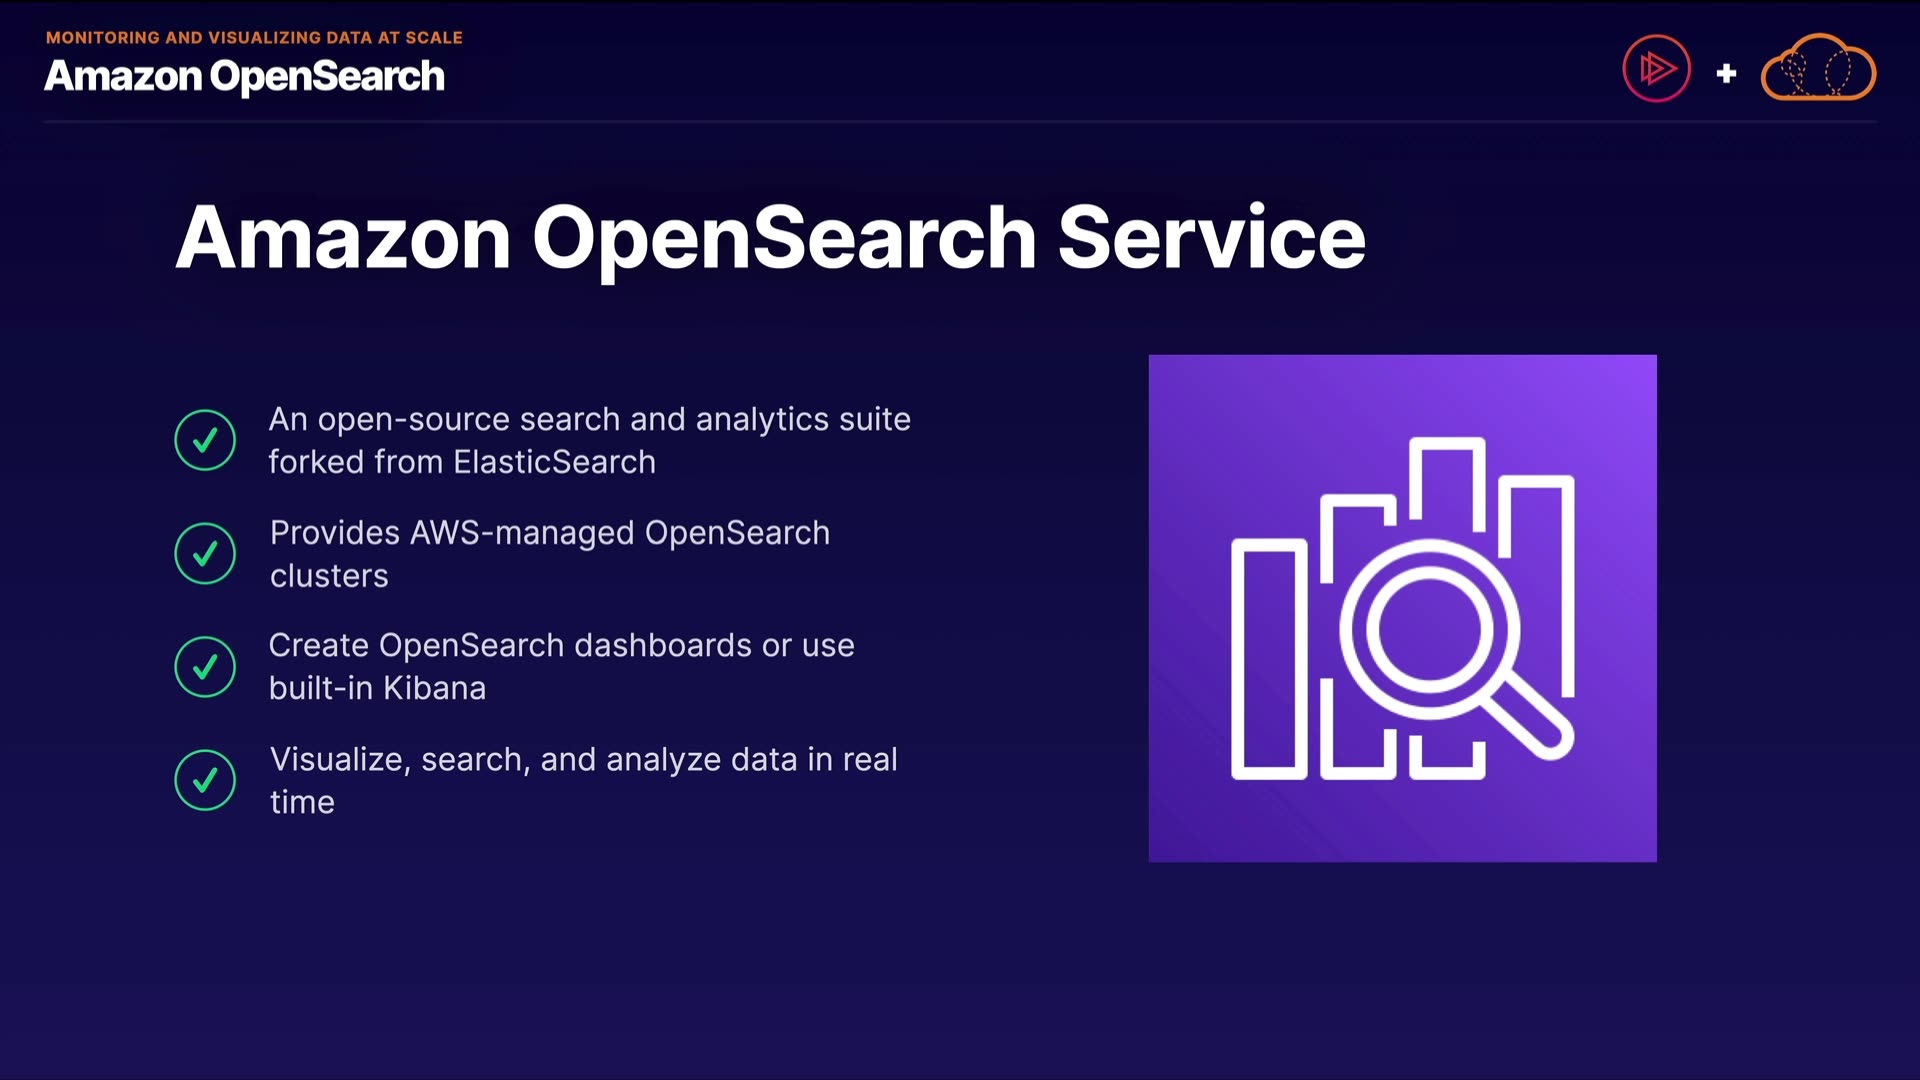 MONITORING AND VISUALIZING DATA AT SCALE
Amazon OpenSearch
+
Amazon OpenSearch Service
An open-source search and analytics suite
forked from ElasticSearch
Provides AWS-managed OpenSearch
clusters
Create OpenSearch dashboards or use
built-in Kibana
Visualize, search, and analyze data in real
time